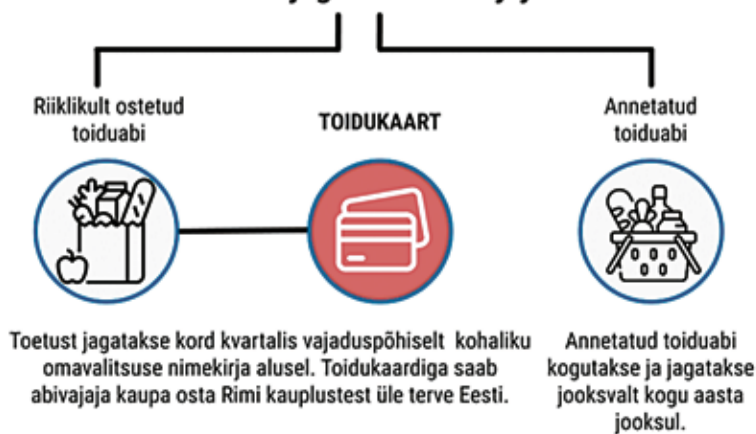 Riiklikult ostetud
toiduabi
TOIDUKAART
Annetatud
toiduabi
Toetust jagatakse kord kvartalis vajaduspõhiselt kohaliku
omavalitsuse nimekirja alusel. Toidukaardiga saab
abivajaja kaupa osta Rimi kauplustest üle terve Eesti.
Annetatud toiduabi
kogutakse ja jagatakse
jooksvalt kogu aasta
jooksul.